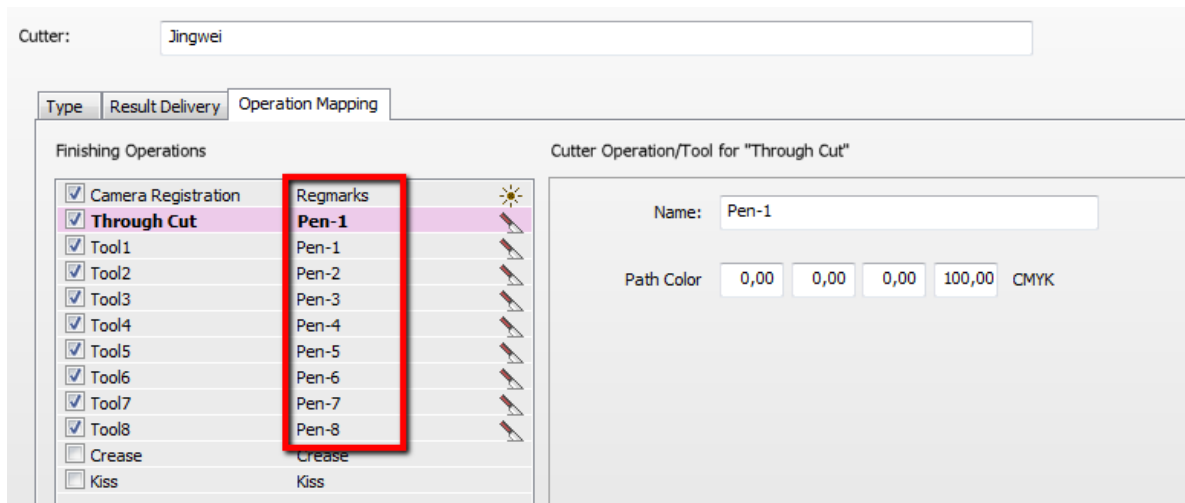 Cutter: Jingwei
Type Result Delivery Operation Mapping
Finishing Operations Cutter Operation/Tool for "Through Cut"
Camera Registration Regmarks
Through Cut Pen-1
Name: Pen-1
Tool1 Pen-1
Tool2 Pen-2
Path Color 0,00 0,00 0,00 100,00 CMYK
Tool3 Pen-3
Tool4 Pen-4
Tool5 Pen-5
Tool6 Pen-6
Tool7 Pen-7
Tool8 Pen-8
Crease Crease
Kiss Kiss